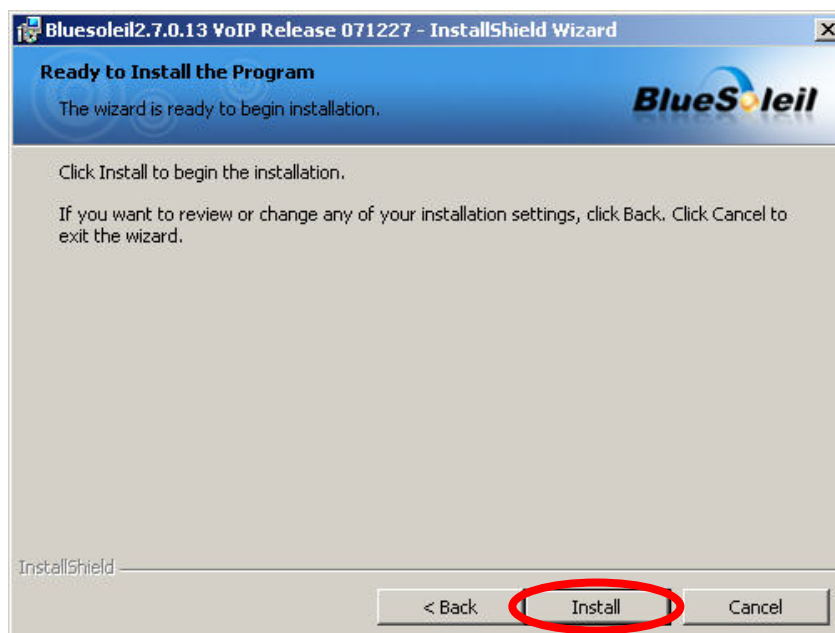 Bluesoleil2.7.0.13 VoIP Release 071227 - InstallShield Wizard
Ready to Install the Program
The wizard is ready to begin installation.
BlueSoleil
Click Install to begin the installation.
If you want to review or change any of your installation settings, click Back. Click Cancel to
exit the wizard.
InstallShield
< Back
Install
Cancel